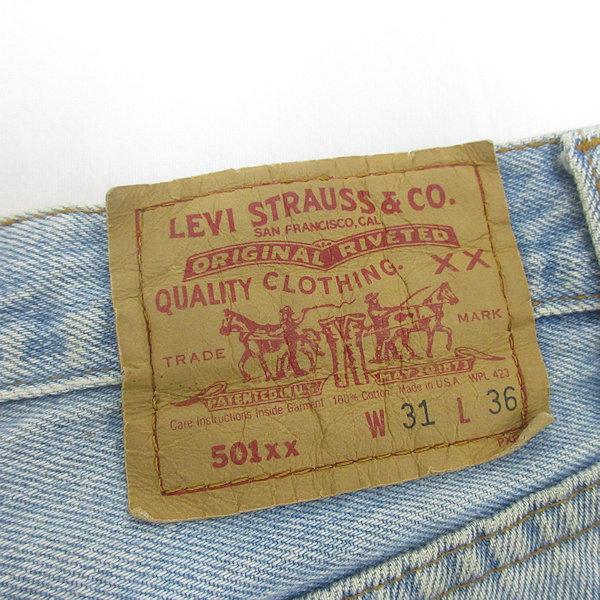 LEVI STRAUSS & CO.
SAN FRANCISCO, CAL.
ORIGINAL RIVETED
QUALITY CLOTHING. XX
TRADE MARK
PATENTED IN U.S. MAY 20 1873
Care Instructions Inside Garment 100% Cotton Made in U.S.A. WPL 423
501xx W 31 L 36